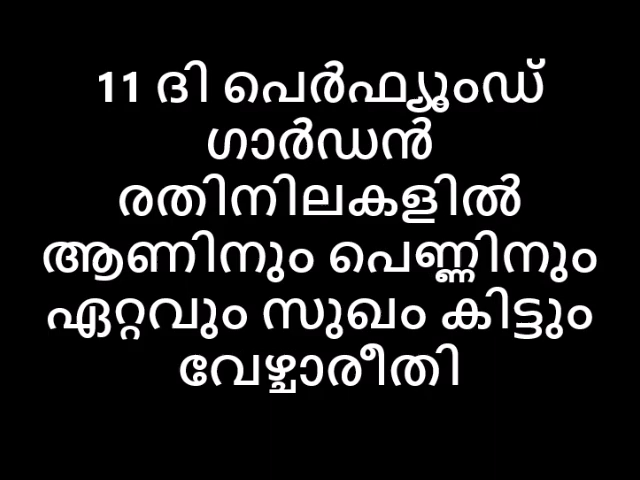 11 ദി പെർഫ്യൂംഡ്
ഗാർഡൻ
രതിനിലകളിൽ
ആണിനും പെണ്ണിനും
ഏറ്റവും സുഖം കിട്ടും
വേഴ്ചാരീതി